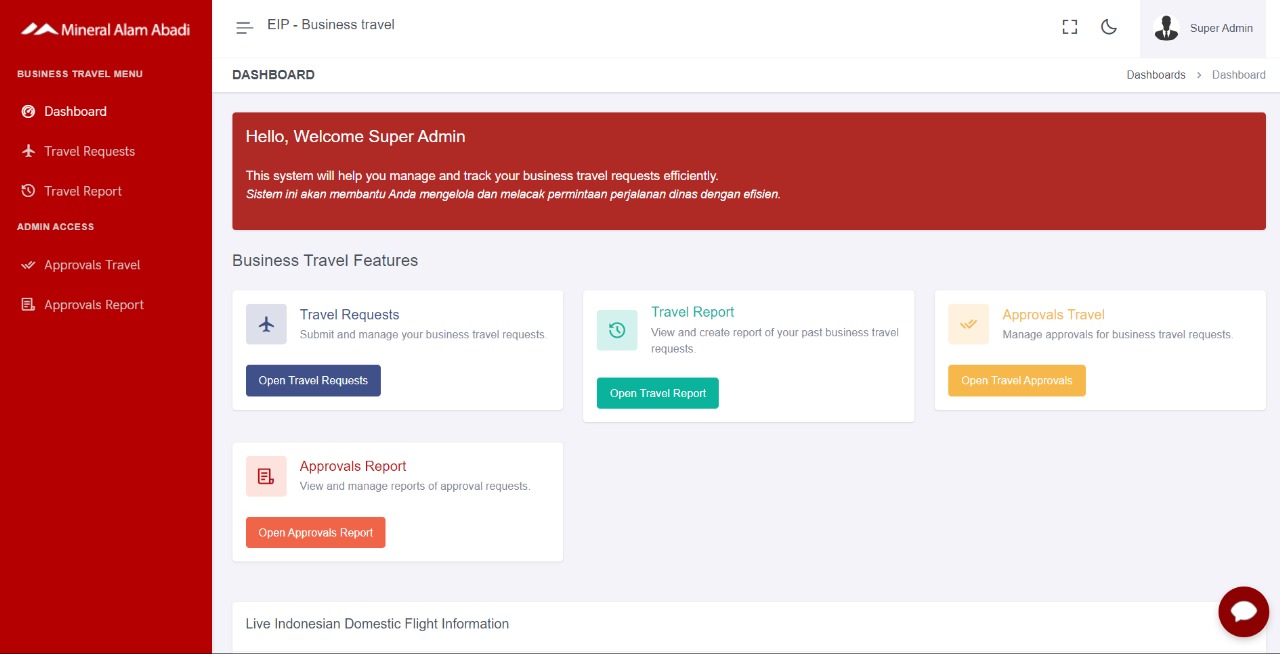 Mineral Alam Abadi
EIP - Business travel
Super Admin
BUSINESS TRAVEL MENU
Dashboard
Travel Requests
Travel Report
ADMIN ACCESS
Approvals Travel
Approvals Report
DASHBOARD
Dashboards > Dashboard
Hello, Welcome Super Admin
This system will help you manage and track your business travel requests efficiently.
Sistem ini akan membantu Anda mengelola dan melacak permintaan perjalanan dinas dengan efisien.
Business Travel Features
Travel Requests
Submit and manage your business travel requests.
Open Travel Requests
Travel Report
View and create report of your past business travel
requests.
Open Travel Report
Approvals Travel
Manage approvals for business travel requests.
Open Travel Approvals
Approvals Report
View and manage reports of approval requests.
Open Approvals Report
Live Indonesian Domestic Flight Information